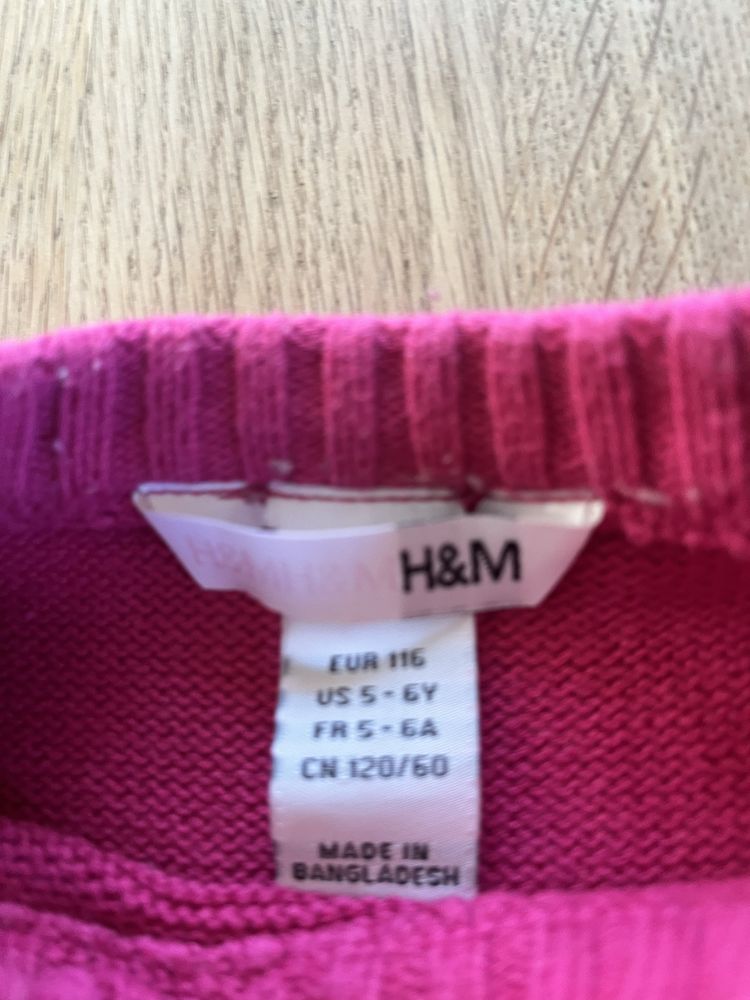 H&M H&M H&M
EUR 116
US 5 - 6Y
FR 5 - 6A
CN 120/60
MADE IN
BANGLADESH